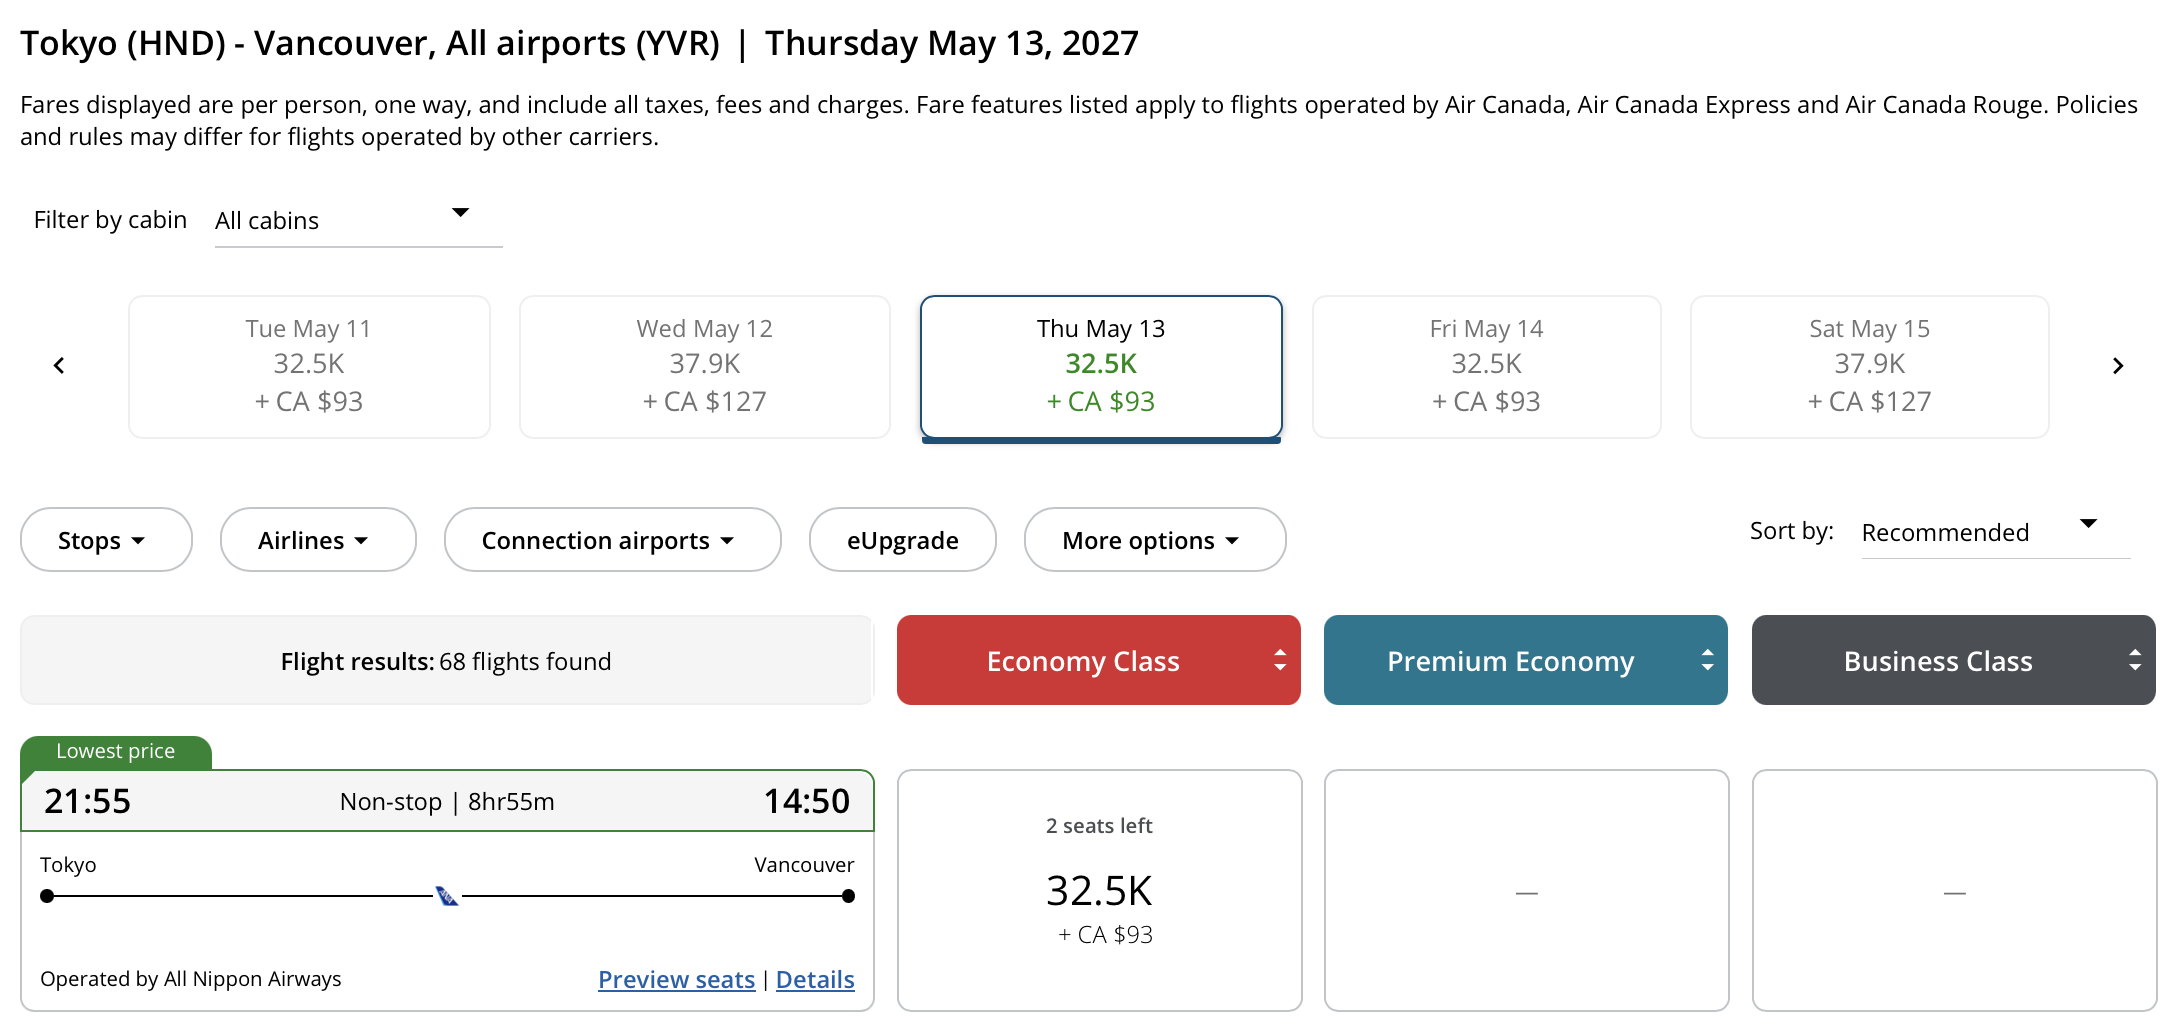 Tokyo (HND) - Vancouver, All airports (YVR) | Thursday May 13, 2027
Fares displayed are per person, one way, and include all taxes, fees and charges. Fare features listed apply to flights operated by Air Canada, Air Canada Express and Air Canada Rouge. Policies
and rules may differ for flights operated by other carriers.
Filter by cabin All cabins
Tue May 11
32.5K
+ CA $93
Wed May 12
37.9K
+ CA $127
Thu May 13
32.5K
+ CA $93
Fri May 14
32.5K
+ CA $93
Sat May 15
37.9K
+ CA $127
Stops
Airlines
Connection airports
eUpgrade
More options
Sort by: Recommended
Flight results: 68 flights found
Economy Class
Premium Economy
Business Class
Lowest price
21:55 Non-stop | 8hr55m 14:50
Tokyo Vancouver
Operated by All Nippon Airways Preview seats | Details
2 seats left
32.5K
+ CA $93
—
—